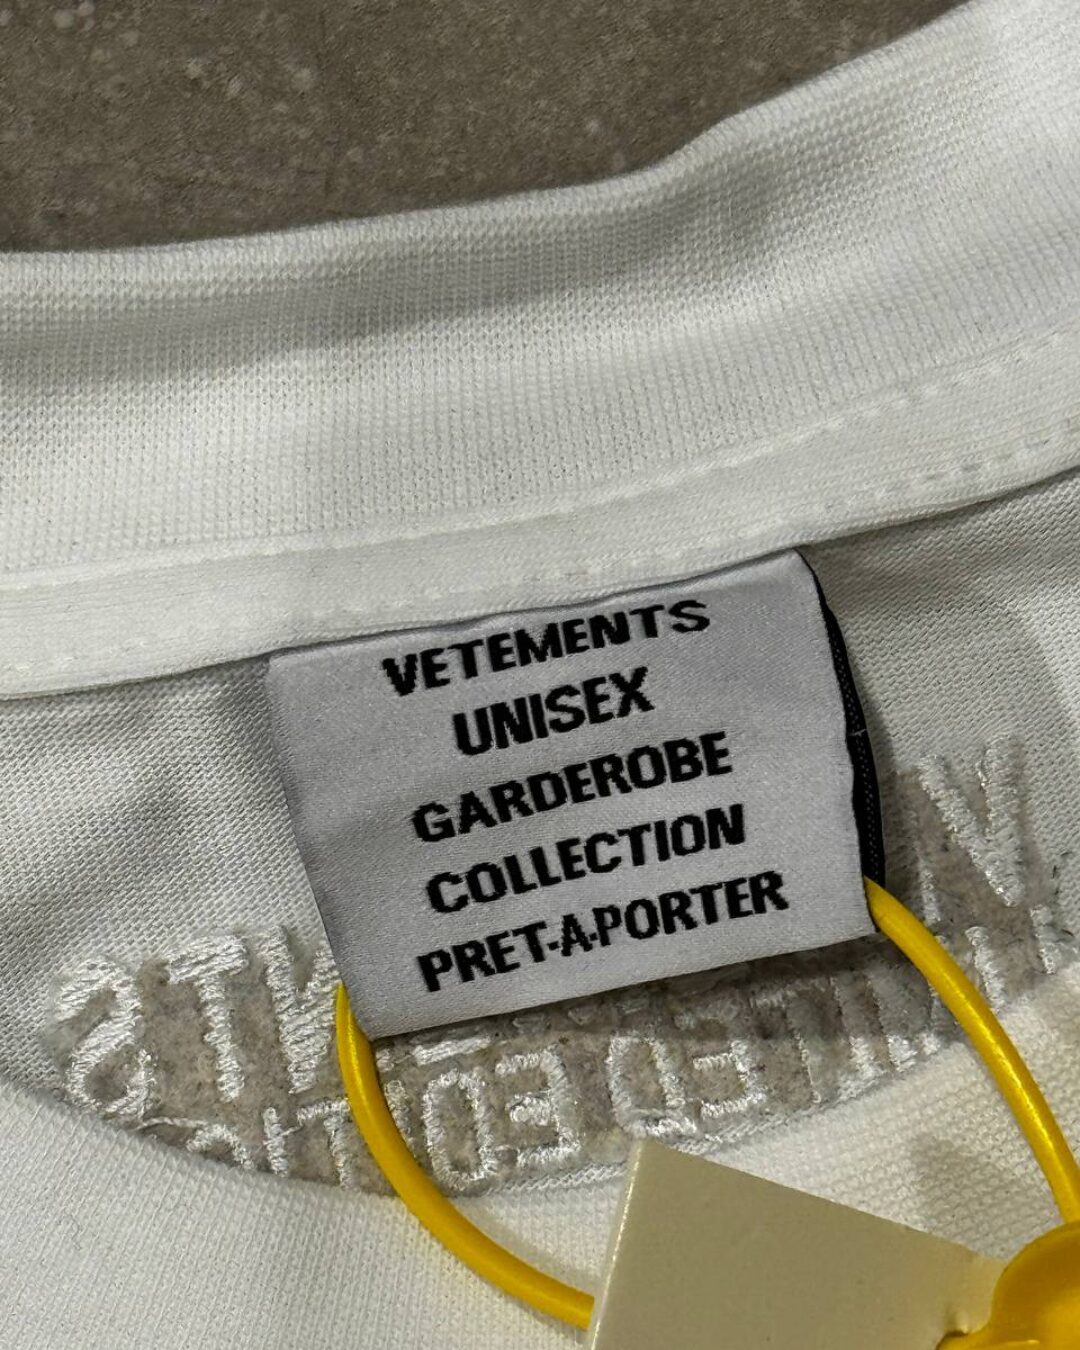 VETEMENTS
UNISEX
GARDEROBE
COLLECTION
PRET-A-PORTER